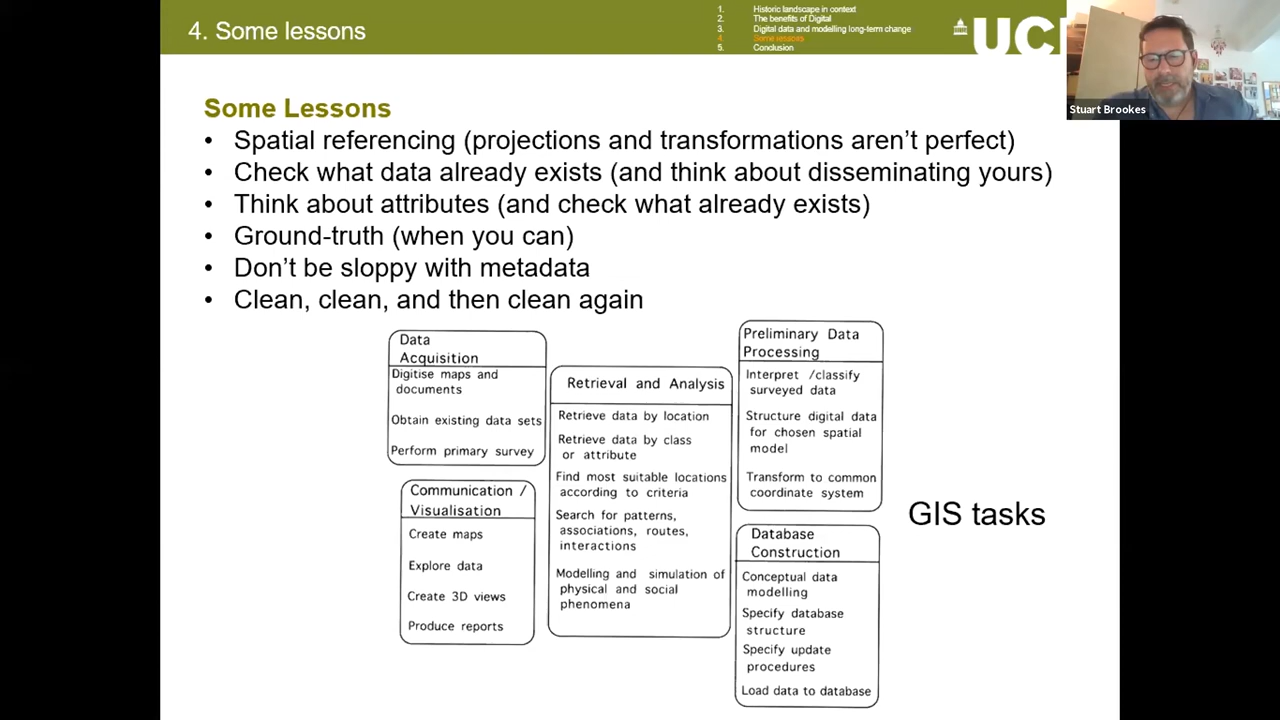 4. Some lessons
1. Historic landscape in context
2. The benefits of Digital
3. Digital data and modelling long-term change
4. Some lessons
5. Conclusion
UCL
Stuart Brookes
Some Lessons
• Spatial referencing (projections and transformations aren't perfect)
• Check what data already exists (and think about disseminating yours)
• Think about attributes (and check what already exists)
• Ground-truth (when you can)
• Don't be sloppy with metadata
• Clean, clean, and then clean again
Data
Acquisition
Digitise maps and
documents
Obtain existing data sets
Perform primary survey
Communication /
Visualisation
Create maps
Explore data
Create 3D views
Produce reports
Retrieval and Analysis
Retrieve data by location
Retrieve data by class
or attribute
Find most suitable locations
according to criteria
Search for patterns,
associations, routes,
interactions
Modelling and simulation of
physical and social
phenomena
Preliminary Data
Processing
Interpret /classify
surveyed data
Structure digital data
for chosen spatial
model
Transform to common
coordinate system
Database
Construction
Conceptual data
modelling
Specify database
structure
Specify update
procedures
Load data to database
GIS tasks